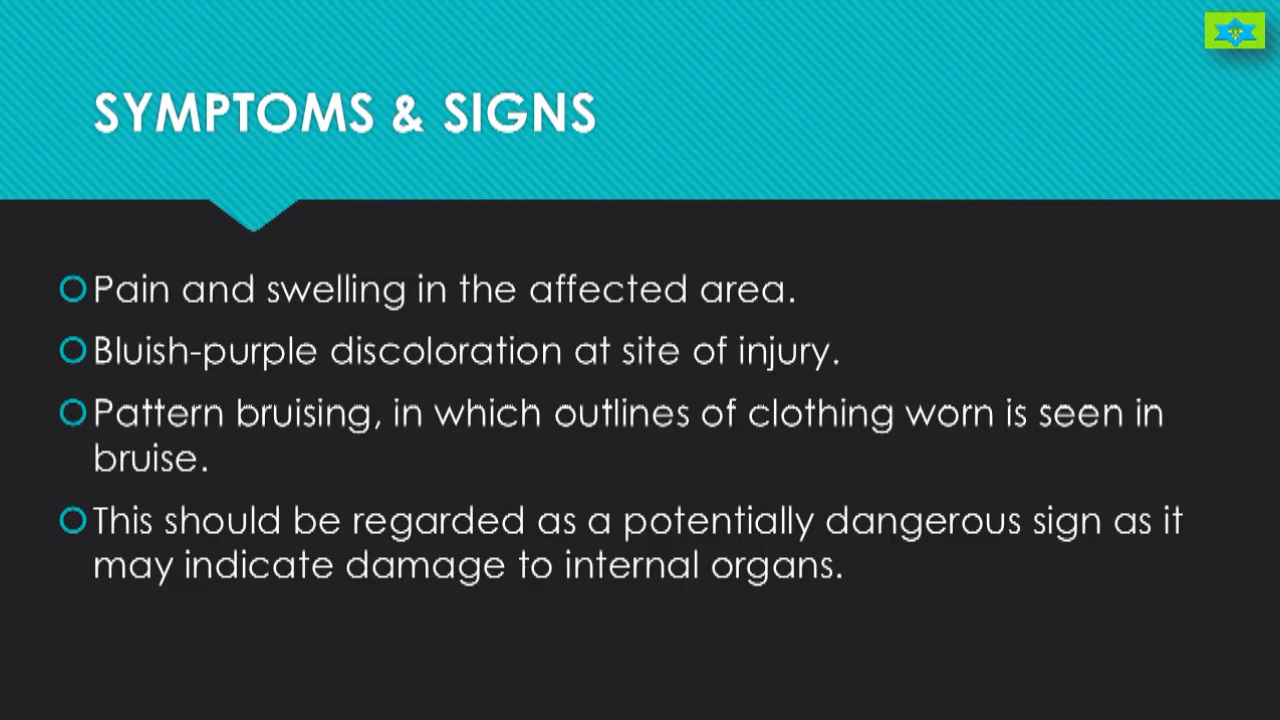 SYMPTOMS & SIGNS
Pain and swelling in the affected area.
Bluish-purple discoloration at site of injury.
Pattern bruising, in which outlines of clothing worn is seen in
bruise.
This should be regarded as a potentially dangerous sign as it
may indicate damage to internal organs.